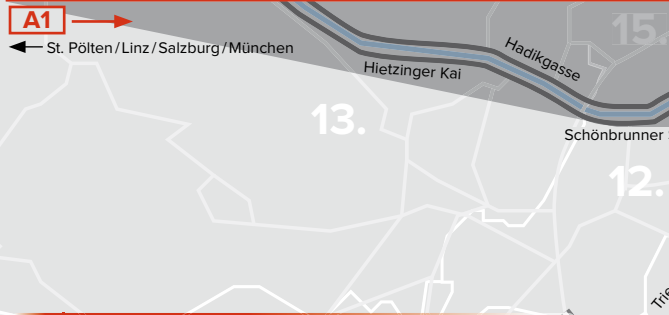 A1
15.
St. Pölten/Linz/Salzburg/München
Hadikgasse
Hietzinger Kai
13.
Schönbrunner
12.